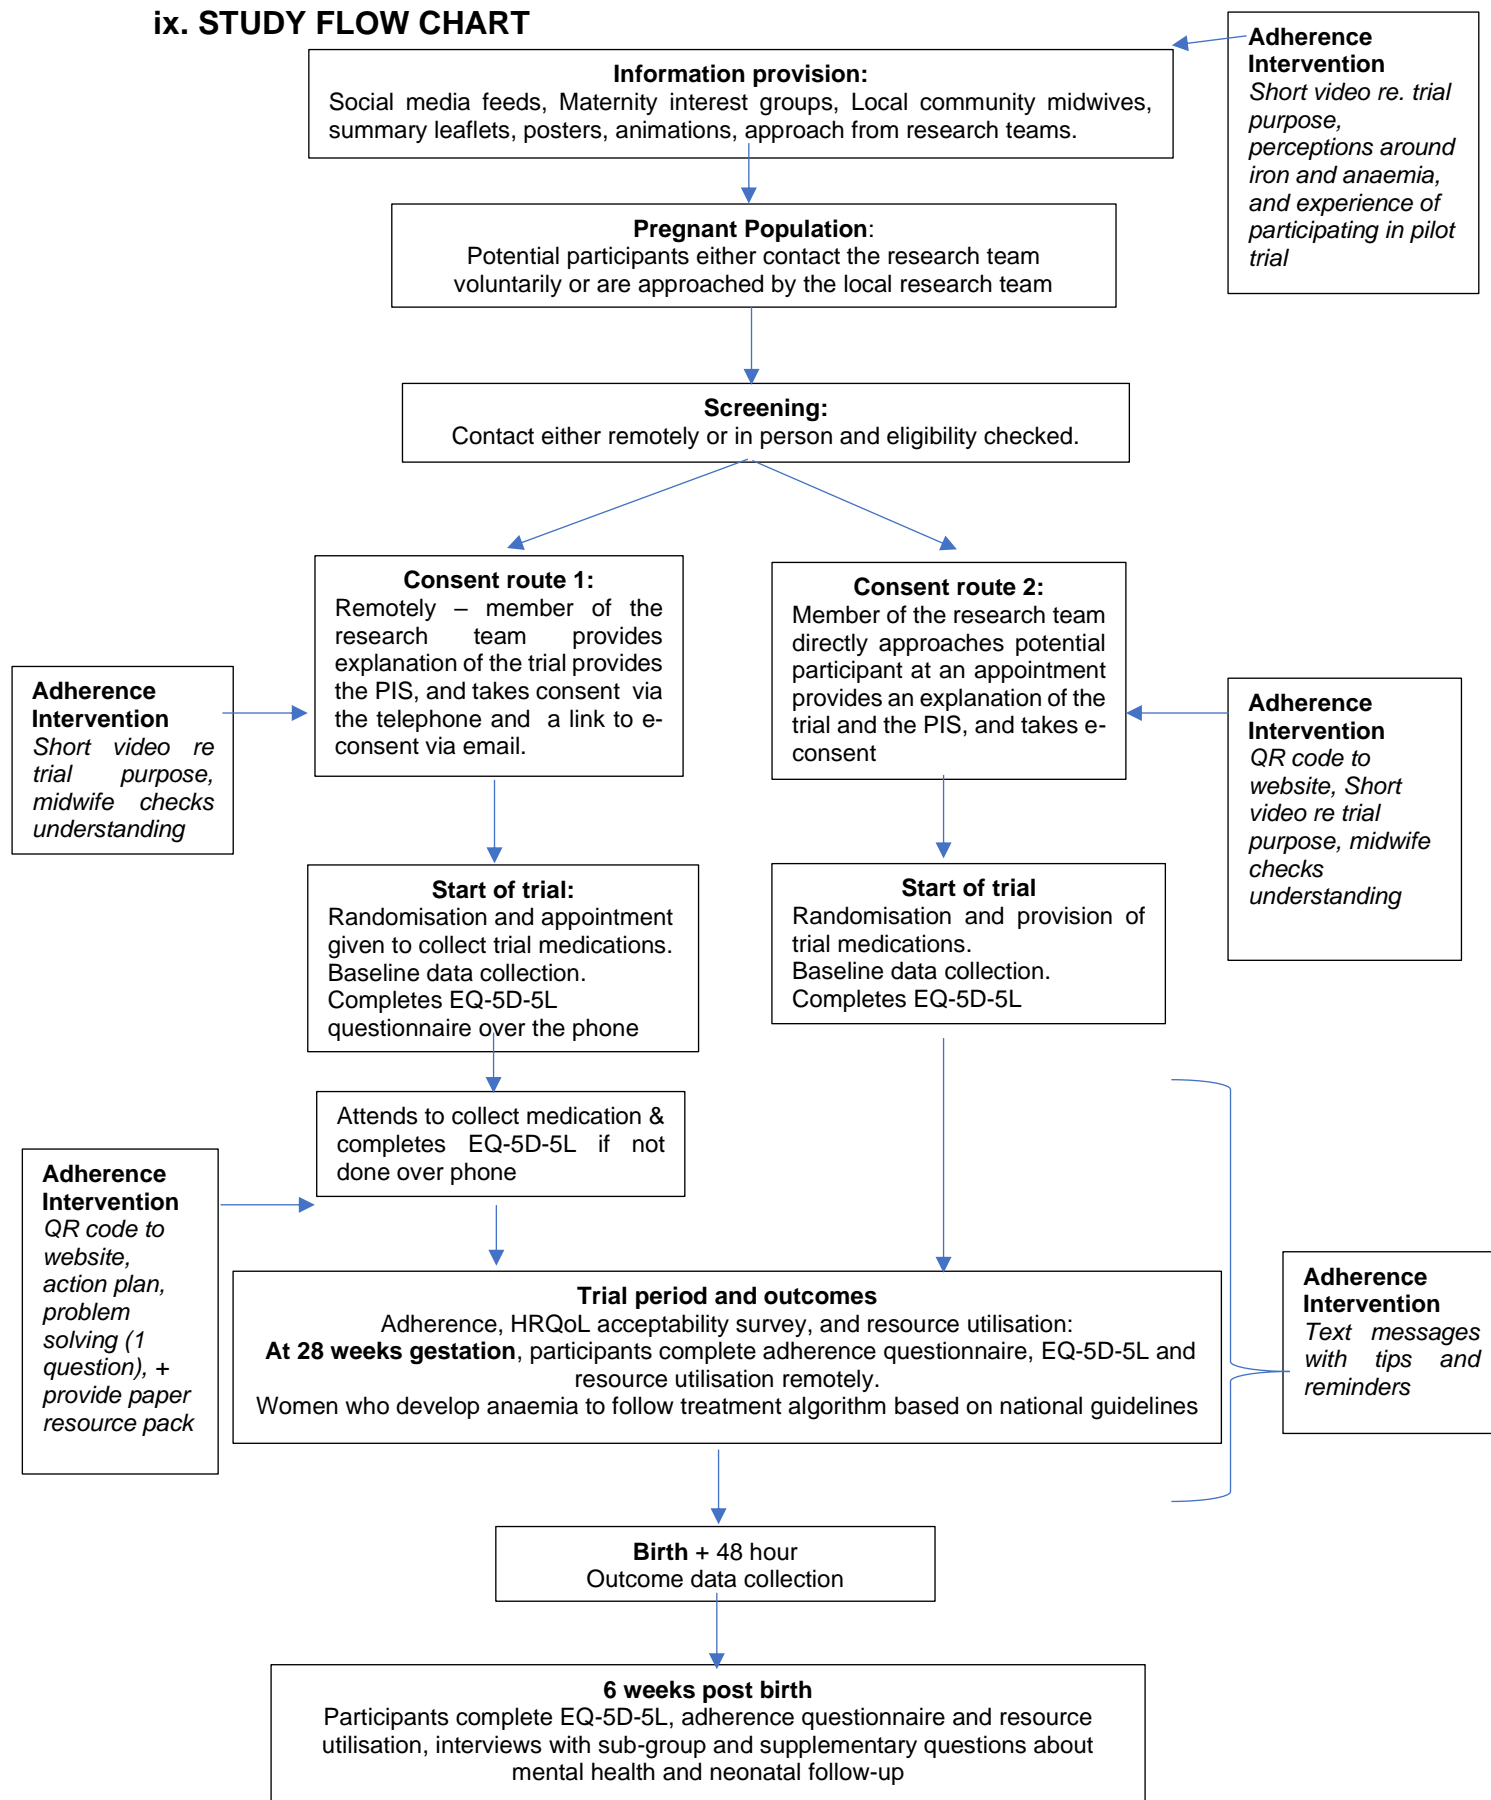 ix. STUDY FLOW CHART
Information provision:
Social media feeds, Maternity interest groups, Local community midwives,
summary leaflets, posters, animations, approach from research teams.
Adherence
Intervention
Short video re. trial
purpose,
perceptions around
iron and anaemia,
and experience of
participating in pilot
trial
Pregnant Population:
Potential participants either contact the research team
voluntarily or are approached by the local research team
Screening:
Contact either remotely or in person and eligibility checked.
Consent route 1:
Remotely – member of the
research team provides
explanation of the trial provides
the PIS, and takes consent via
the telephone and a link to e-
consent via email.
Consent route 2:
Member of the research team
directly approaches potential
participant at an appointment
provides an explanation of the
trial and the PIS, and takes e-
consent
Adherence
Intervention
Short video re
trial purpose,
midwife checks
understanding
Adherence
Intervention
QR code to
website, Short
video re trial
purpose, midwife
checks
understanding
Start of trial:
Randomisation and appointment
given to collect trial medications.
Baseline data collection.
Completes EQ-5D-5L
questionnaire over the phone
Start of trial
Randomisation and provision of
trial medications.
Baseline data collection.
Completes EQ-5D-5L
Attends to collect medication &
completes EQ-5D-5L if not
done over phone
Adherence
Intervention
QR code to
website,
action plan,
problem
solving (1
question), +
provide paper
resource pack
Trial period and outcomes
Adherence, HRQoL acceptability survey, and resource utilisation:
At 28 weeks gestation, participants complete adherence questionnaire, EQ-5D-5L and
resource utilisation remotely.
Women who develop anaemia to follow treatment algorithm based on national guidelines
Adherence
Intervention
Text messages
with tips and
reminders
Birth + 48 hour
Outcome data collection
6 weeks post birth
Participants complete EQ-5D-5L, adherence questionnaire and resource
utilisation, interviews with sub-group and supplementary questions about
mental health and neonatal follow-up